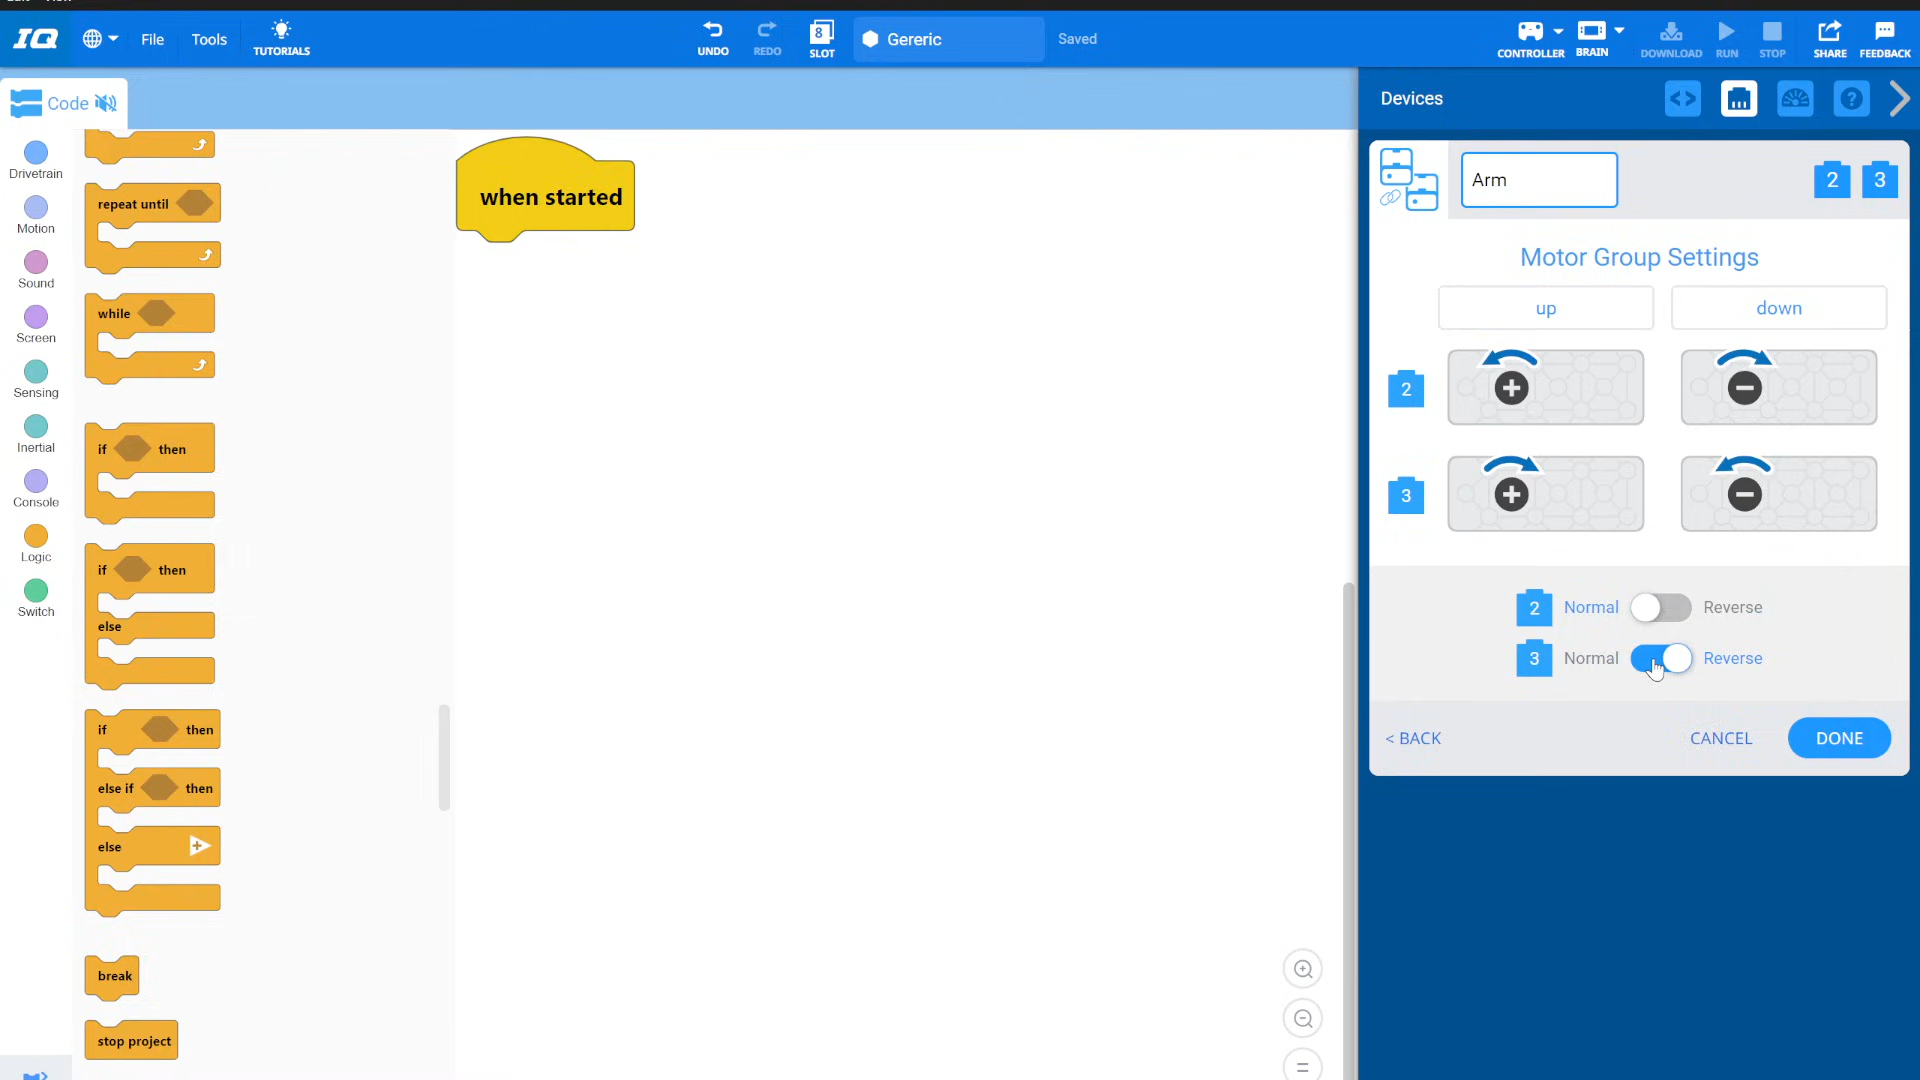 IQ
File
Tools
TUTORIALS
UNDO
REDO
8
SLOT
Gereric
Saved
CONTROLLER
BRAIN
DOWNLOAD
RUN
STOP
SHARE
FEEDBACK
Code
Devices
?
Drivetrain
Motion
Sound
Screen
Sensing
Inertial
Console
Logic
Switch
repeat until
while
if then
if then
else
if then
else if then
else
break
stop project
when started
Arm
2 3
Motor Group Settings
up
down
2
3
2 Normal Reverse
3 Normal Reverse
< BACK
CANCEL
DONE